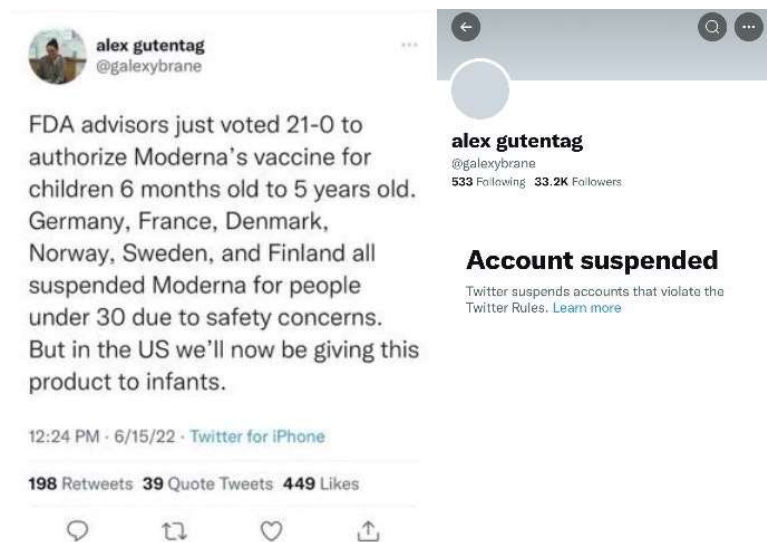 alex gutentag
@galexybrane
FDA advisors just voted 21-0 to
authorize Moderna's vaccine for
children 6 months old to 5 years old.
Germany, France, Denmark,
Norway, Sweden, and Finland all
suspended Moderna for people
under 30 due to safety concerns.
But in the US we'll now be giving this
product to infants.
12:24 PM · 6/15/22 · Twitter for iPhone
198 Retweets 39 Quote Tweets 449 Likes
alex gutentag
@galexybrane
533 Following 33.2K Followers
Account suspended
Twitter suspends accounts that violate the
Twitter Rules. Learn more